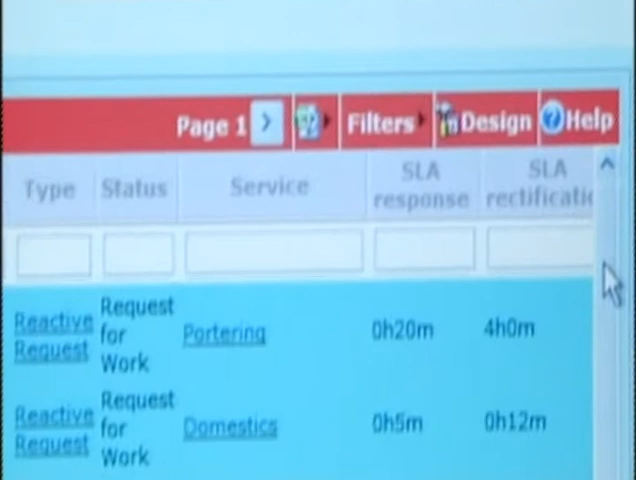 Page 1 > Filters Design Help
Type Status Service SLA response SLA
Reactive Request Request for Work Portering 0h20m 4h0m
Reactive Request Request for Work Domestics 0h5m 0h12m